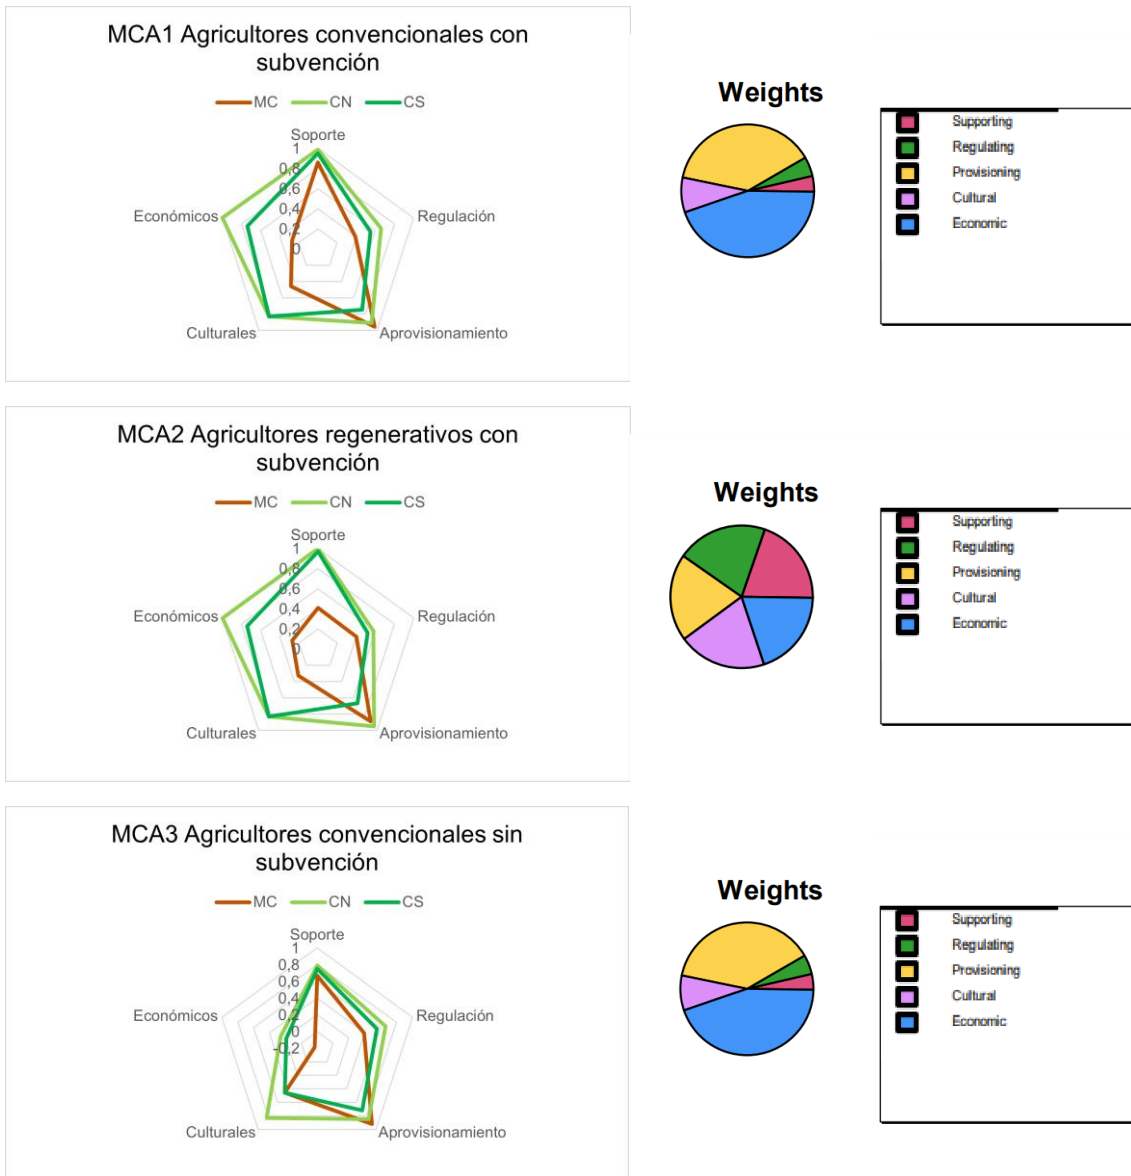 MCA1 Agricultores convencionales con
subvención
MC CN CS
Soporte
1
0,8
0,6
0,4
0,2
0
Económicos
Regulación
Culturales
Aprovisionamiento
Weights
Supporting
Regulating
Provisioning
Cultural
Economic
MCA2 Agricultores regenerativos con
subvención
MC CN CS
Soporte
1
0,8
0,6
0,4
0,2
0
Económicos
Regulación
Culturales
Aprovisionamiento
Weights
Supporting
Regulating
Provisioning
Cultural
Economic
MCA3 Agricultores convencionales sin
subvención
MC CN CS
Soporte
1
0,8
0,6
0,4
0,2
0
-0,2
Económicos
Regulación
Culturales
Aprovisionamiento
Weights
Supporting
Regulating
Provisioning
Cultural
Economic